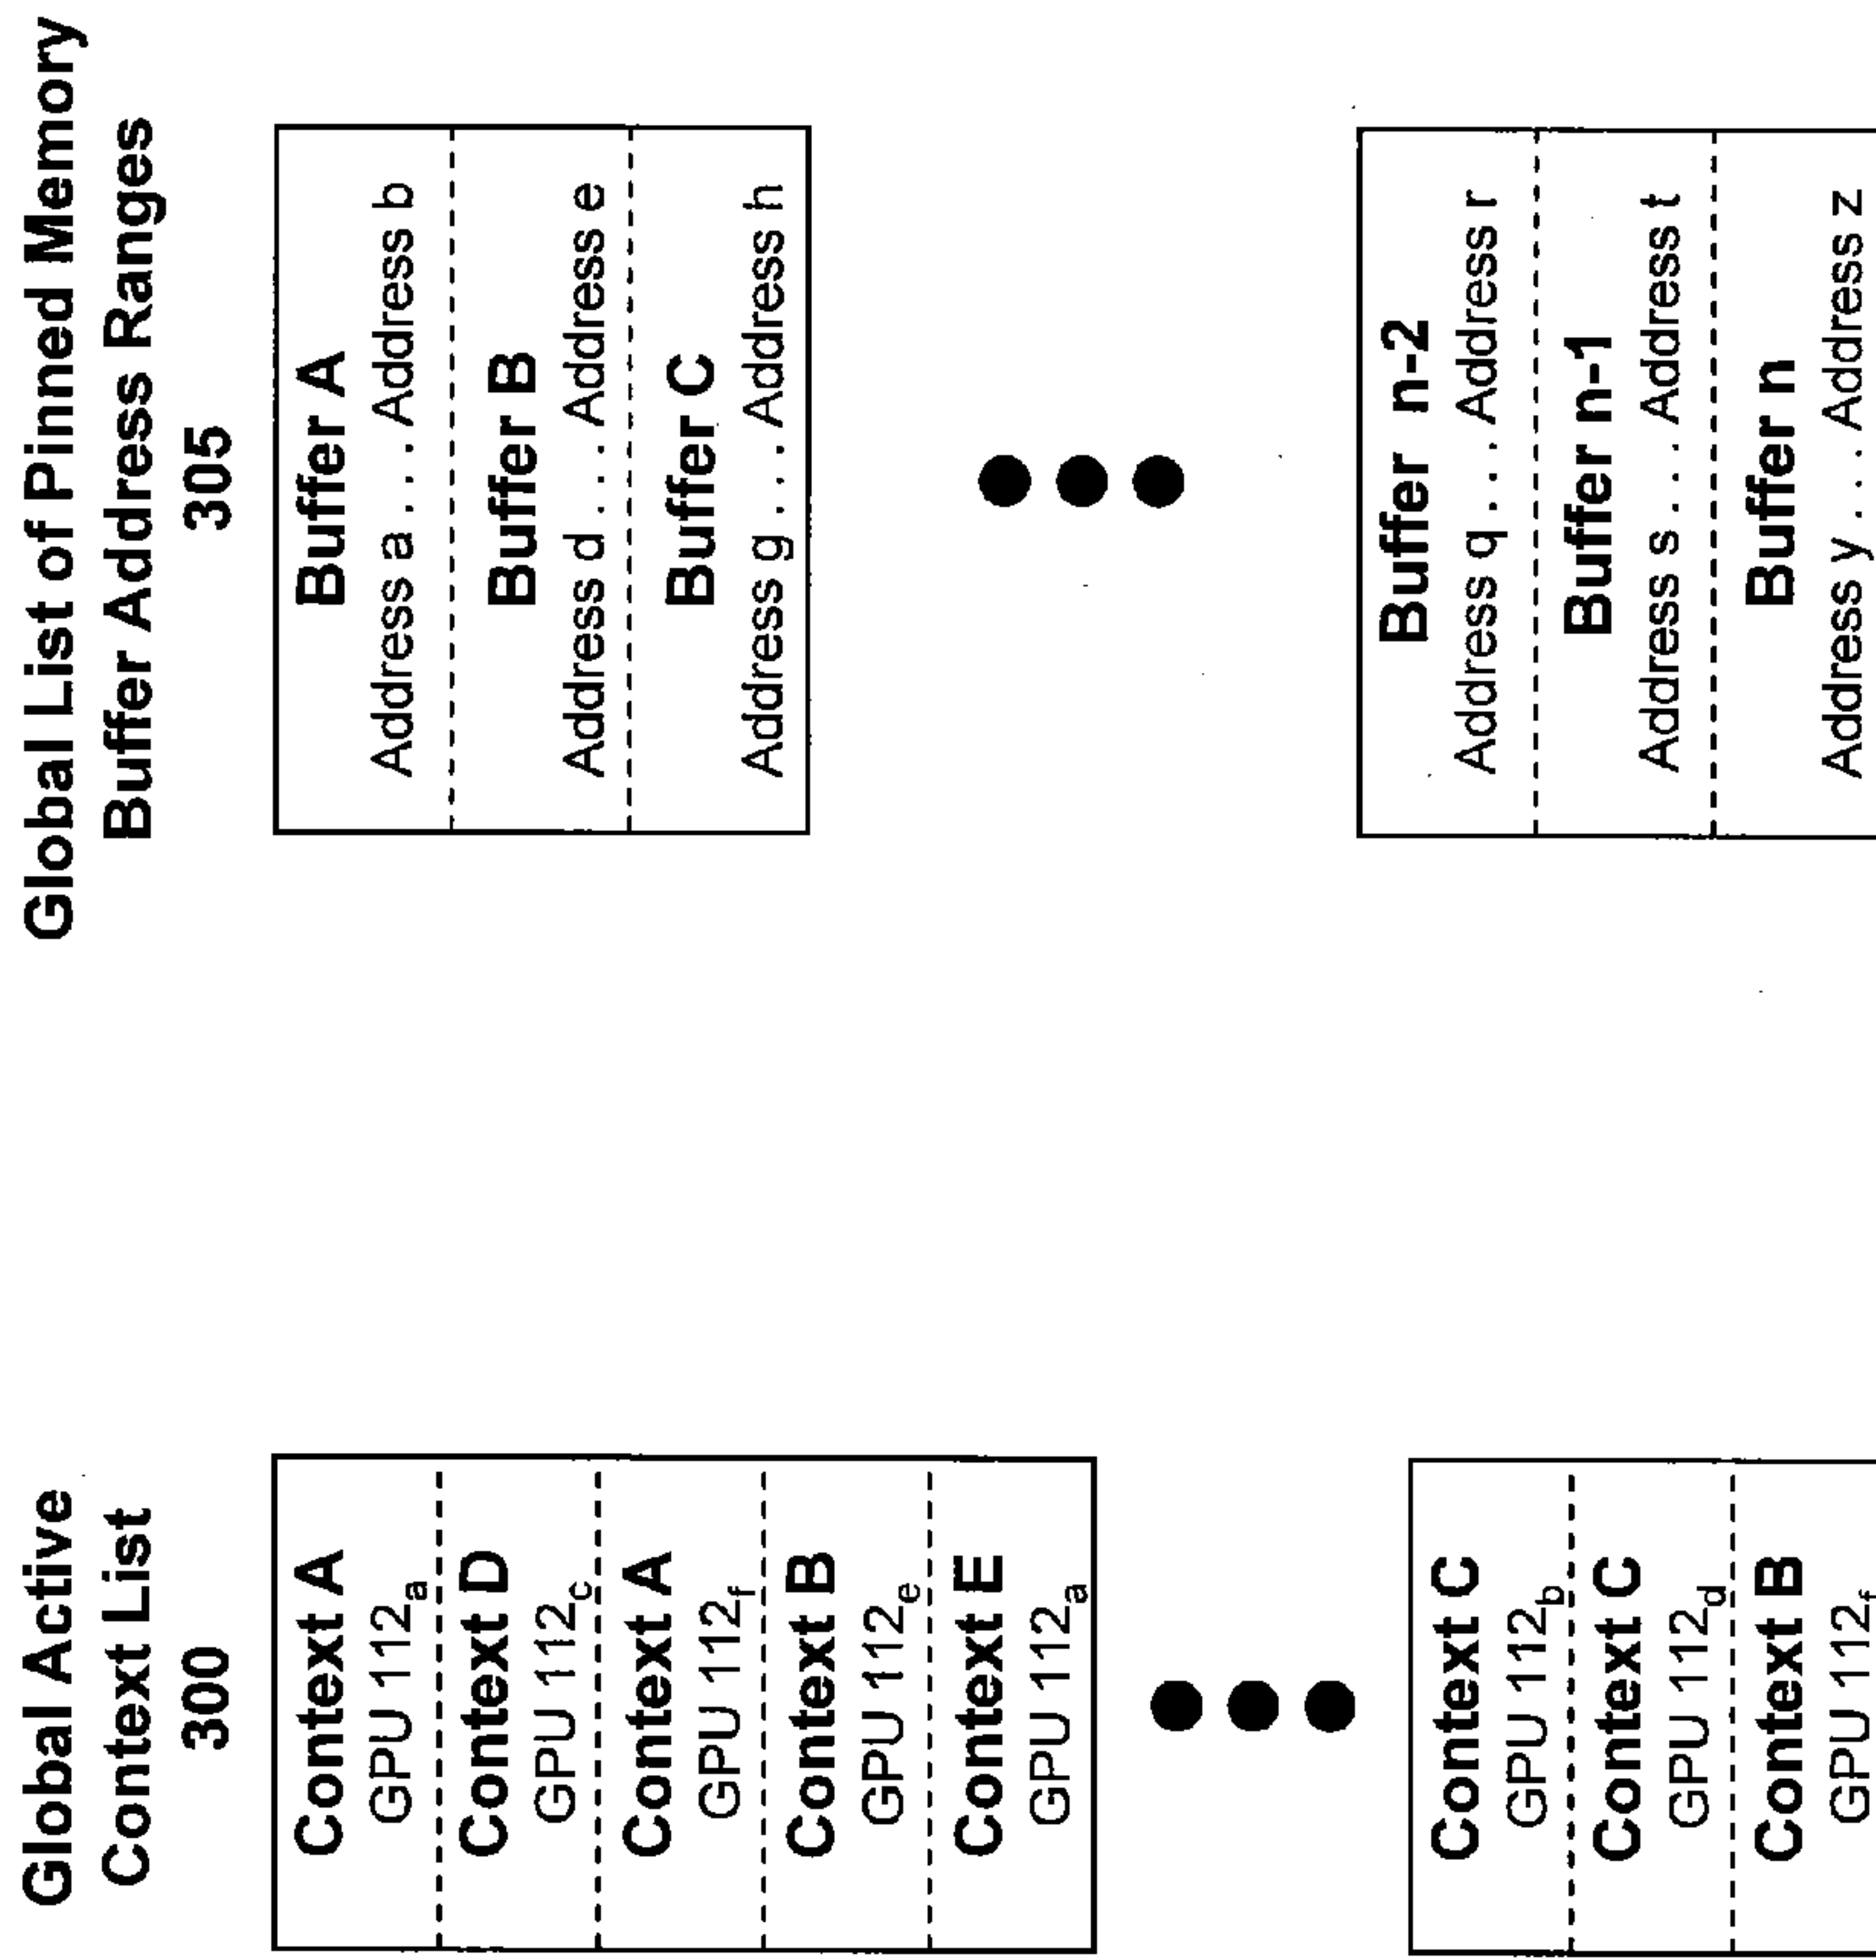 Global Active
Context List
300
Context A
GPU 112a
Context D
GPU 112c
Context A
GPU 112f
Context B
GPU 112e
Context E
GPU 112a
Context C
GPU 112b
Context C
GPU 112d
Context B
GPU 112f
Global List of Pinned Memory
Buffer Address Ranges
305
Buffer A
Address a . . . Address b
Buffer B
Address d . . . Address e
Buffer C
Address g . . . Address h
Buffer n-2
Address q . . . Address r
Buffer n-1
Address s . . . Address t
Buffer n
Address y . . . Address z